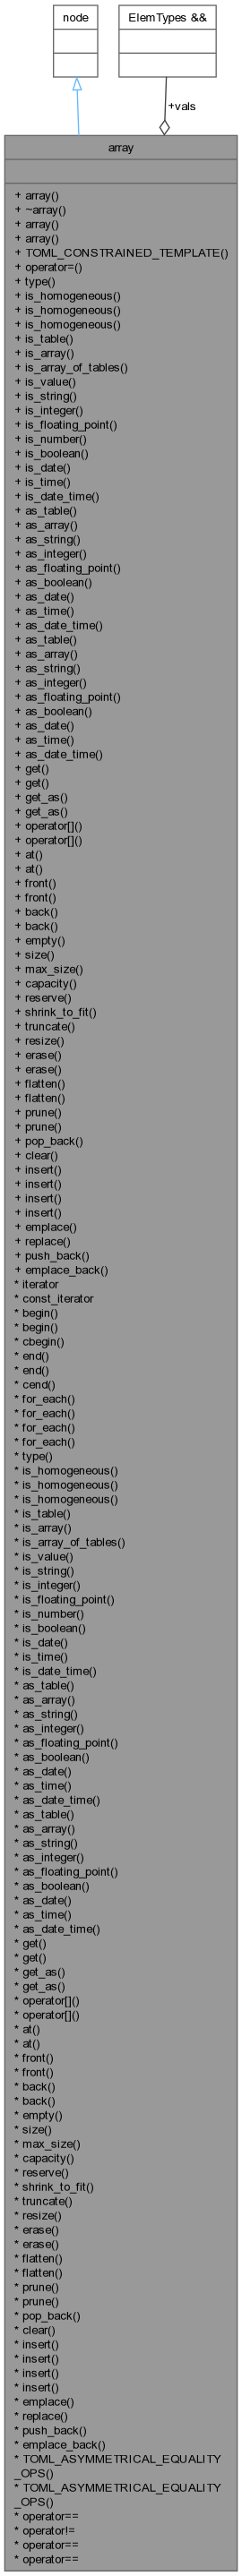 node
ElemTypes &&
+vals
array
+ array()
+ ~array()
+ array()
+ array()
+ TOML_CONSTRAINED_TEMPLATE()
+ operator=()
+ type()
+ is_homogeneous()
+ is_homogeneous()
+ is_homogeneous()
+ is_table()
+ is_array()
+ is_array_of_tables()
+ is_value()
+ is_string()
+ is_integer()
+ is_floating_point()
+ is_number()
+ is_boolean()
+ is_date()
+ is_time()
+ is_date_time()
+ as_table()
+ as_array()
+ as_string()
+ as_integer()
+ as_floating_point()
+ as_boolean()
+ as_date()
+ as_time()
+ as_date_time()
+ as_table()
+ as_array()
+ as_string()
+ as_integer()
+ as_floating_point()
+ as_boolean()
+ as_date()
+ as_time()
+ as_date_time()
+ get()
+ get()
+ get_as()
+ get_as()
+ operator[]()
+ operator[]()
+ at()
+ at()
+ front()
+ front()
+ back()
+ back()
+ empty()
+ size()
+ max_size()
+ capacity()
+ reserve()
+ shrink_to_fit()
+ truncate()
+ resize()
+ erase()
+ erase()
+ flatten()
+ flatten()
+ prune()
+ prune()
+ pop_back()
+ clear()
+ insert()
+ insert()
+ insert()
+ insert()
+ emplace()
+ replace()
+ push_back()
+ emplace_back()
* iterator
* const_iterator
* begin()
* begin()
* cbegin()
* end()
* end()
* cend()
* for_each()
* for_each()
* for_each()
* for_each()
* type()
* is_homogeneous()
* is_homogeneous()
* is_homogeneous()
* is_table()
* is_array()
* is_array_of_tables()
* is_value()
* is_string()
* is_integer()
* is_floating_point()
* is_number()
* is_boolean()
* is_date()
* is_time()
* is_date_time()
* as_table()
* as_array()
* as_string()
* as_integer()
* as_floating_point()
* as_boolean()
* as_date()
* as_time()
* as_date_time()
* as_table()
* as_array()
* as_string()
* as_integer()
* as_floating_point()
* as_boolean()
* as_date()
* as_time()
* as_date_time()
* get()
* get()
* get_as()
* get_as()
* operator[]()
* operator[]()
* at()
* at()
* front()
* front()
* back()
* back()
* empty()
* size()
* max_size()
* capacity()
* reserve()
* shrink_to_fit()
* truncate()
* resize()
* erase()
* erase()
* flatten()
* flatten()
* prune()
* prune()
* pop_back()
* clear()
* insert()
* insert()
* insert()
* insert()
* emplace()
* replace()
* push_back()
* emplace_back()
* TOML_ASYMMETRICAL_EQUALITY
_OPS()
* TOML_ASYMMETRICAL_EQUALITY
_OPS()
* operator==
* operator!=
* operator==
* operator==